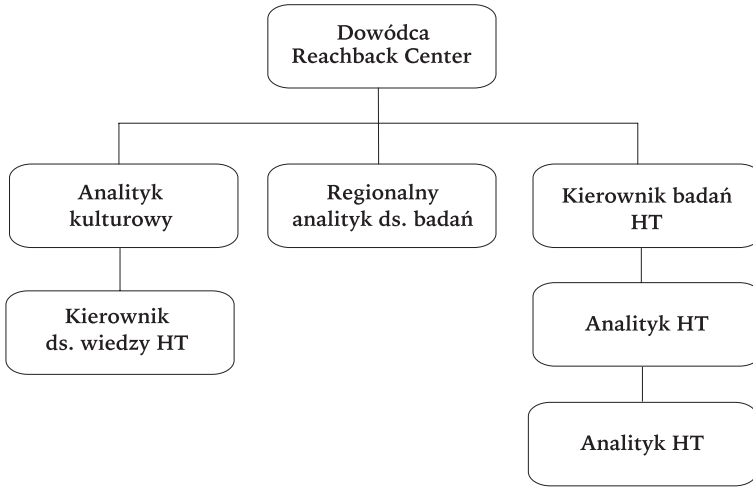 Dowódca
Reachback Center
Analityk
kulturowy
Regionalny
analityk ds. badań
Kierownik badań
HT
Kierownik
ds. wiedzy HT
Analityk HT
Analityk HT